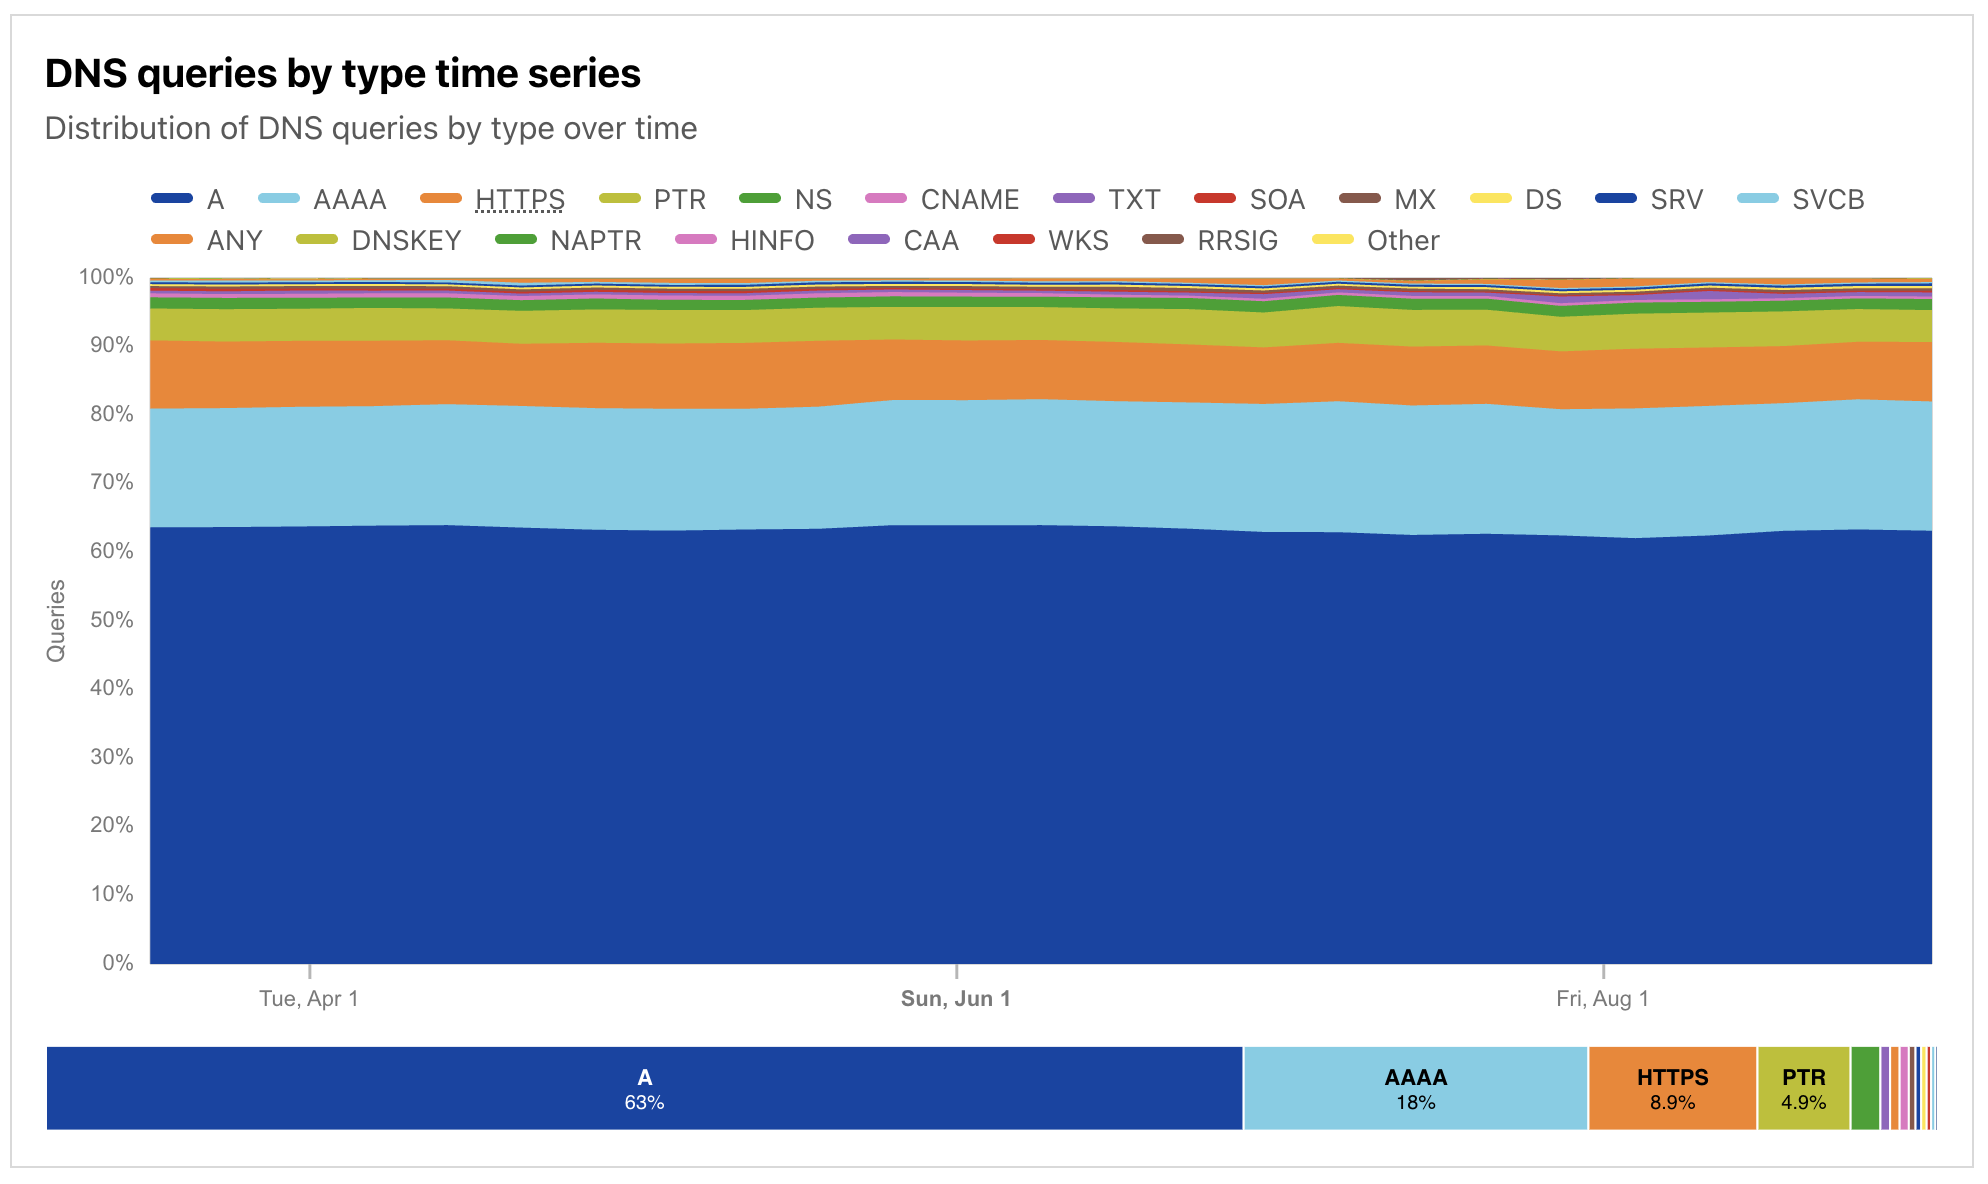 DNS queries by type time series
Distribution of DNS queries by type over time
A AAAA HTTPS PTR NS CNAME TXT SOA MX DS SRV SVCB
ANY DNSKEY NAPTR HINFO CAA WKS RRSIG Other
100%
90%
80%
70%
60%
50%
40%
30%
20%
10%
0%
Queries
Tue, Apr 1 Sun, Jun 1 Fri, Aug 1
A AAAA HTTPS PTR
63% 18% 8.9% 4.9%